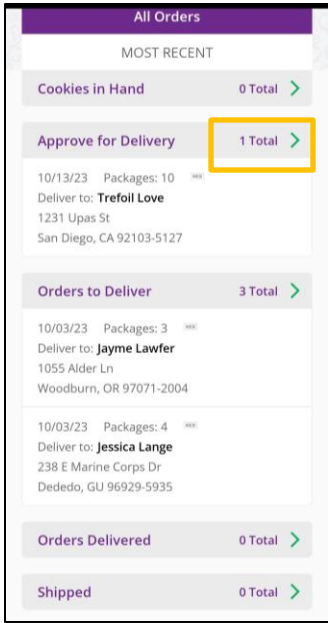 All Orders
MOST RECENT
Cookies in Hand 0 Total
Approve for Delivery 1 Total
10/13/23 Packages: 10
Deliver to: Trefoil Love
1231 Upas St
San Diego, CA 92103-5127
Orders to Deliver 3 Total
10/03/23 Packages: 3
Deliver to: Jayme Lawfer
1055 Alder Ln
Woodburn, OR 97071-2004
10/03/23 Packages: 4
Deliver to: Jessica Lange
238 E Marine Corps Dr
Dededo, GU 96929-5935
Orders Delivered 0 Total
Shipped 0 Total